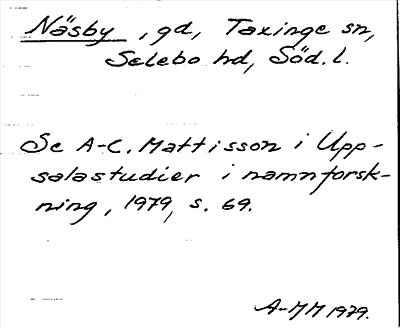 Näsby, gd, Taxinge sn,
Selebo hd, Söd. l.
Se A-C. Mattisson i Upp-
salastudier i namnforsk-
ning, 1979, s. 69.
A-MM 1979.